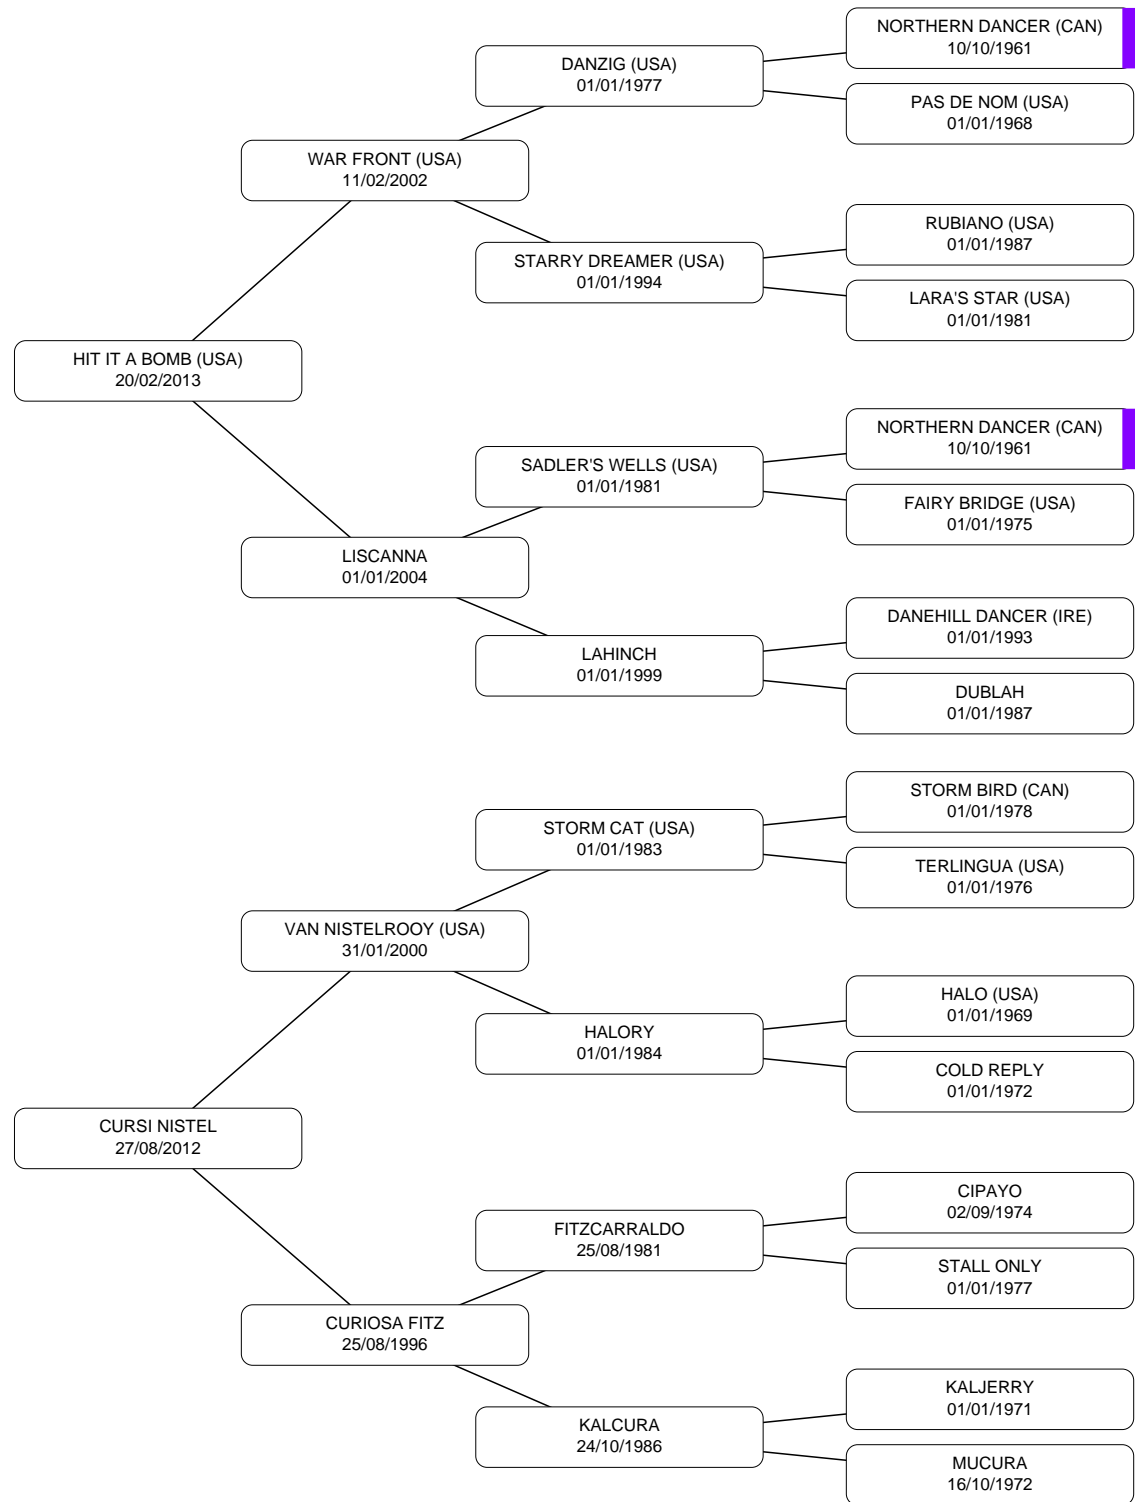 NORTHERN DANCER (CAN)
10/10/1961
DANZIG (USA)
01/01/1977
PAS DE NOM (USA)
01/01/1968
WAR FRONT (USA)
11/02/2002
RUBIANO (USA)
01/01/1987
STARRY DREAMER (USA)
01/01/1994
LARA'S STAR (USA)
01/01/1981
HIT IT A BOMB (USA)
20/02/2013
NORTHERN DANCER (CAN)
10/10/1961
SADLER'S WELLS (USA)
01/01/1981
FAIRY BRIDGE (USA)
01/01/1975
LISCANNA
01/01/2004
DANEHILL DANCER (IRE)
01/01/1993
LAHINCH
01/01/1999
DUBLAH
01/01/1987
STORM BIRD (CAN)
01/01/1978
STORM CAT (USA)
01/01/1983
TERLINGUA (USA)
01/01/1976
VAN NISTELROOY (USA)
31/01/2000
HALO (USA)
01/01/1969
HALORY
01/01/1984
COLD REPLY
01/01/1972
CURSI NISTEL
27/08/2012
CIPAYO
02/09/1974
FITZCARRALDO
25/08/1981
STALL ONLY
01/01/1977
CURIOSA FITZ
25/08/1996
KALJERRY
01/01/1971
KALCURA
24/10/1986
MUCURA
16/10/1972